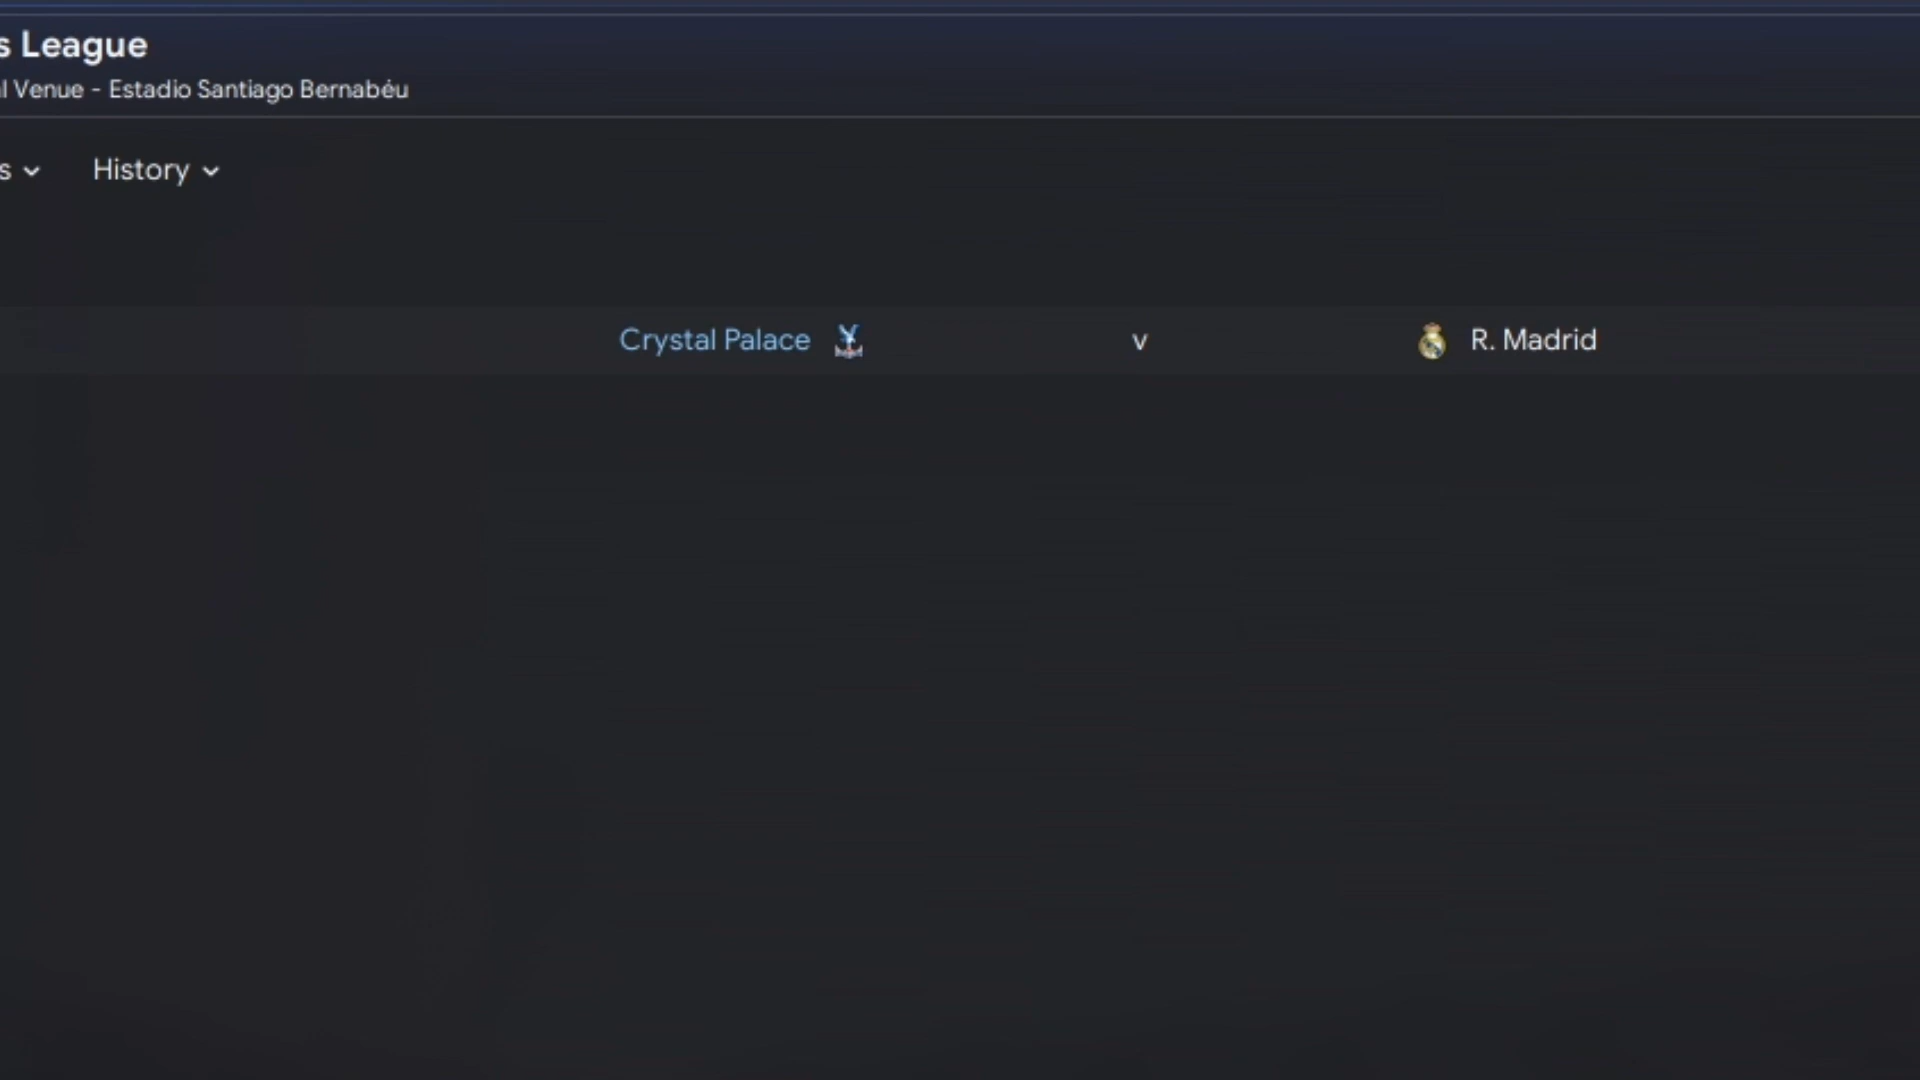 s League
l Venue - Estadio Santiago Bernabéu
s History
Crystal Palace v R. Madrid